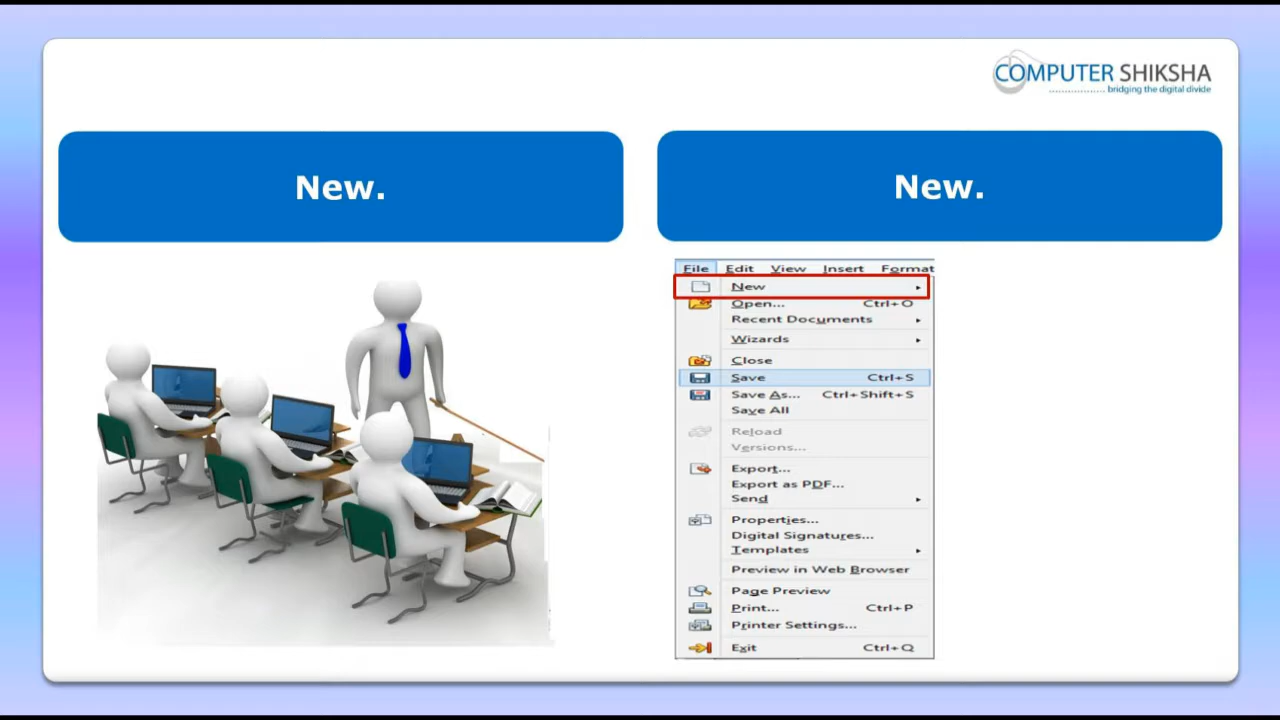 COMPUTER SHIKSHA
bridging the digital divide
New.
New.
File Edit View Insert Format
New
Open... Ctrl+O
Recent Documents
Wizards
Close
Save Ctrl+S
Save As... Ctrl+Shift+S
Save All
Reload
Versions...
Export...
Export as PDF...
Send
Properties...
Digital Signatures...
Templates
Preview in Web Browser
Page Preview
Print... Ctrl+P
Printer Settings...
Exit Ctrl+Q